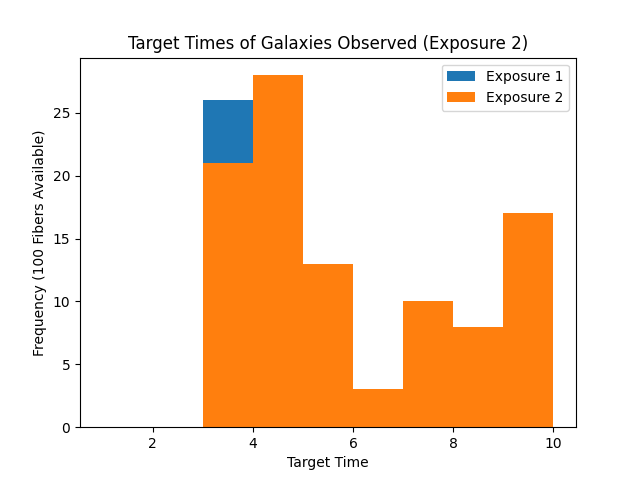 Target Times of Galaxies Observed (Exposure 2)
Exposure 1
Exposure 2
Frequency (100 Fibers Available)
25
20
15
10
5
0
2 4 6 8 10
Target Time